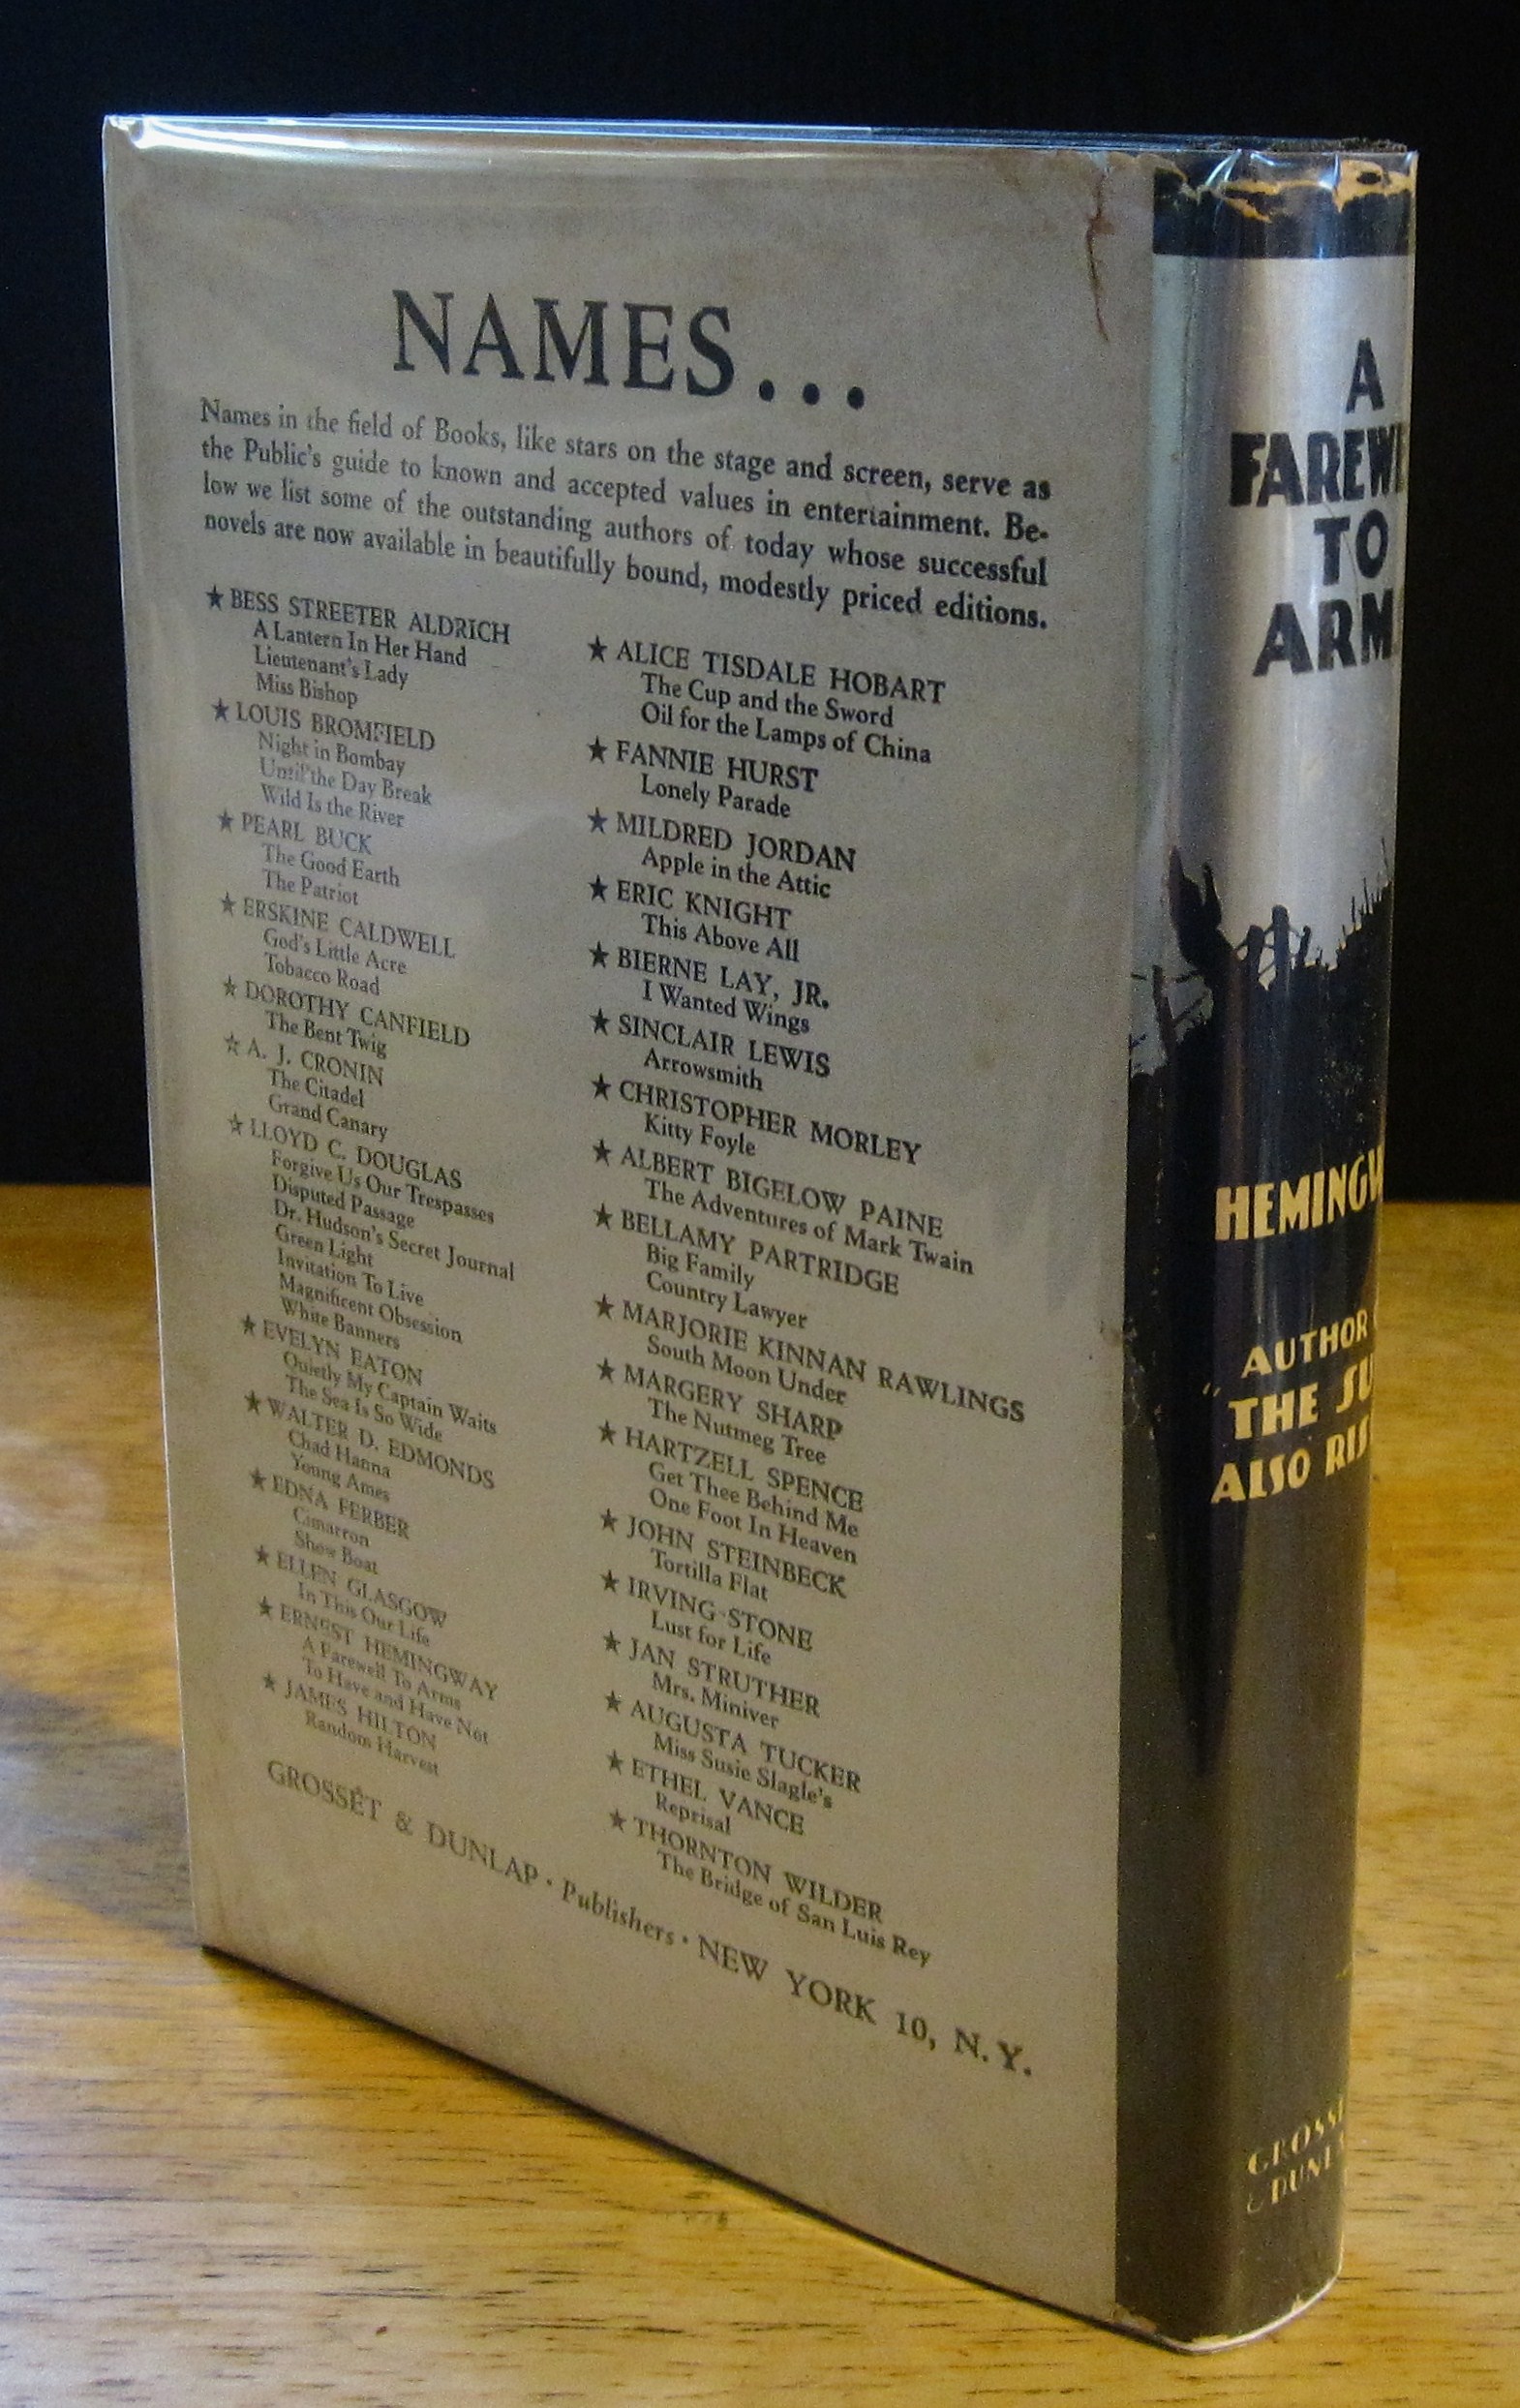 NAMES...
Names in the field of Books, like stars on the stage and screen, serve as
the Public's guide to known and accepted values in entertainment. Be-
low we list some of the outstanding authors of today whose successful
novels are now available in beautifully bound, modestly priced editions.
★ BESS STREETER ALDRICH
A Lantern In Her Hand
Lieutenant's Lady
Miss Bishop
★ LOUIS BROMFIELD
Night in Bombay
Until the Day Break
Wild Is the River
★ PEARL BUCK
The Good Earth
The Patriot
★ ERSKINE CALDWELL
God's Little Acre
Tobacco Road
★ DOROTHY CANFIELD
The Bent Twig
★ A. J. CRONIN
The Citadel
Grand Canary
★ LLOYD C. DOUGLAS
Forgive Us Our Trespasses
Disputed Passage
Dr. Hudson's Secret Journal
Green Light
Invitation To Live
Magnificent Obsession
White Banners
★ EVELYN EATON
Quietly My Captain Waits
The Sea Is So Wide
★ WALTER D. EDMONDS
Chad Hanna
Young Ames
★ EDNA FERBER
Cimarron
Show Boat
★ ELLEN GLASGOW
In This Our Life
★ ERNEST HEMINGWAY
A Farewell To Arms
To Have and Have Not
★ JAMES HILTON
Random Harvest
★ ALICE TISDALE HOBART
The Cup and the Sword
Oil for the Lamps of China
★ FANNIE HURST
Lonely Parade
★ MILDRED JORDAN
Apple in the Attic
★ ERIC KNIGHT
This Above All
★ BIERNE LAY, JR.
I Wanted Wings
★ SINCLAIR LEWIS
Arrowsmith
★ CHRISTOPHER MORLEY
Kitty Foyle
★ ALBERT BIGELOW PAINE
The Adventures of Mark Twain
★ BELLAMY PARTRIDGE
Big Family
Country Lawyer
★ MARJORIE KINNAN RAWLINGS
South Moon Under
★ MARGERY SHARP
The Nutmeg Tree
★ HARTZELL SPENCE
Get Thee Behind Me
One Foot In Heaven
★ JOHN STEINBECK
Tortilla Flat
★ IRVING STONE
Lust for Life
★ JAN STRUTHER
Mrs. Miniver
★ AUGUSTA TUCKER
Miss Susie Slagle's
★ ETHEL VANCE
Reprisal
★ THORNTON WILDER
The Bridge of San Luis Rey
GROSSET & DUNLAP · Publishers · NEW YORK 10, N. Y.
A
FAREW
TO
ARM
HEMINGW
AUTHOR
"THE SU
ALSO RIS
GROSS
& DUNL